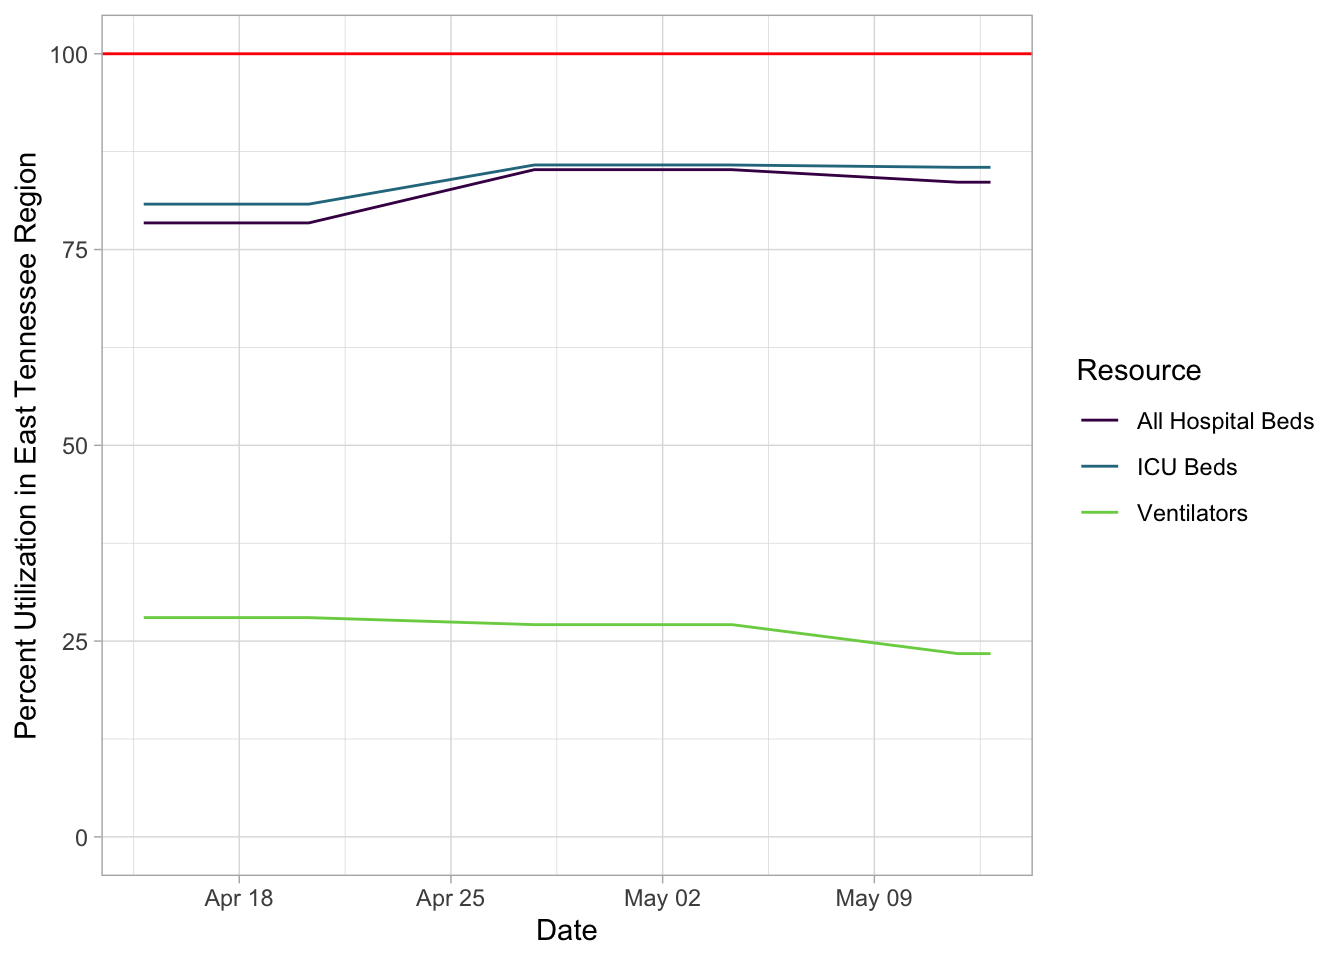 Percent Utilization in East Tennessee Region
100
75
50
25
0
Apr 18
Apr 25
May 02
May 09
Date
Resource
All Hospital Beds
ICU Beds
Ventilators